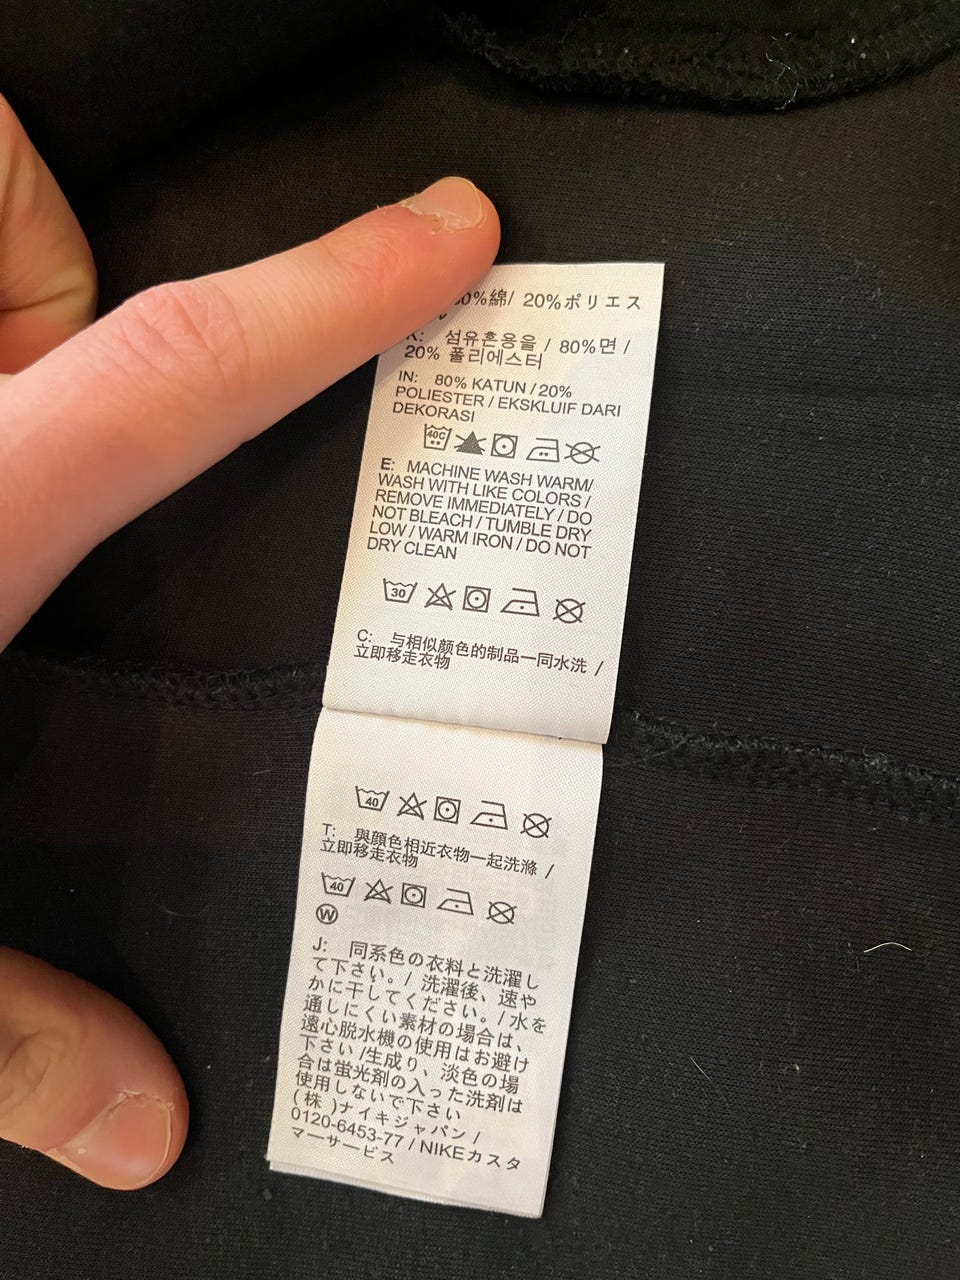 0%綿/ 20%ポリエス
K: 섬유혼용율 / 80%면 /
20% 폴리에스터
IN: 80% KATUN / 20%
POLIESTER / EKSKLUIF DARI
DEKORASI
40C
E: MACHINE WASH WARM/
WASH WITH LIKE COLORS /
REMOVE IMMEDIATELY / DO
NOT BLEACH / TUMBLE DRY
LOW / WARM IRON / DO NOT
DRY CLEAN
30
C: 与相似颜色的制品一同水洗 /
立即移走衣物
40
T: 與顏色相近衣物一起洗滌 /
立即移走衣物
40
W
J: 同系色の衣料と洗濯し
て下さい。/ 洗濯後、速や
かに干してください。/ 水を
通しにくい素材の場合は、
遠心脱水機の使用はお避け
下さい /生成り、淡色の場
合は蛍光剤の入った洗剤は
使用しないで下さい
(株 )ナイキジャパン /
0120-6453-77 / NIKEカスタ
マーサービス